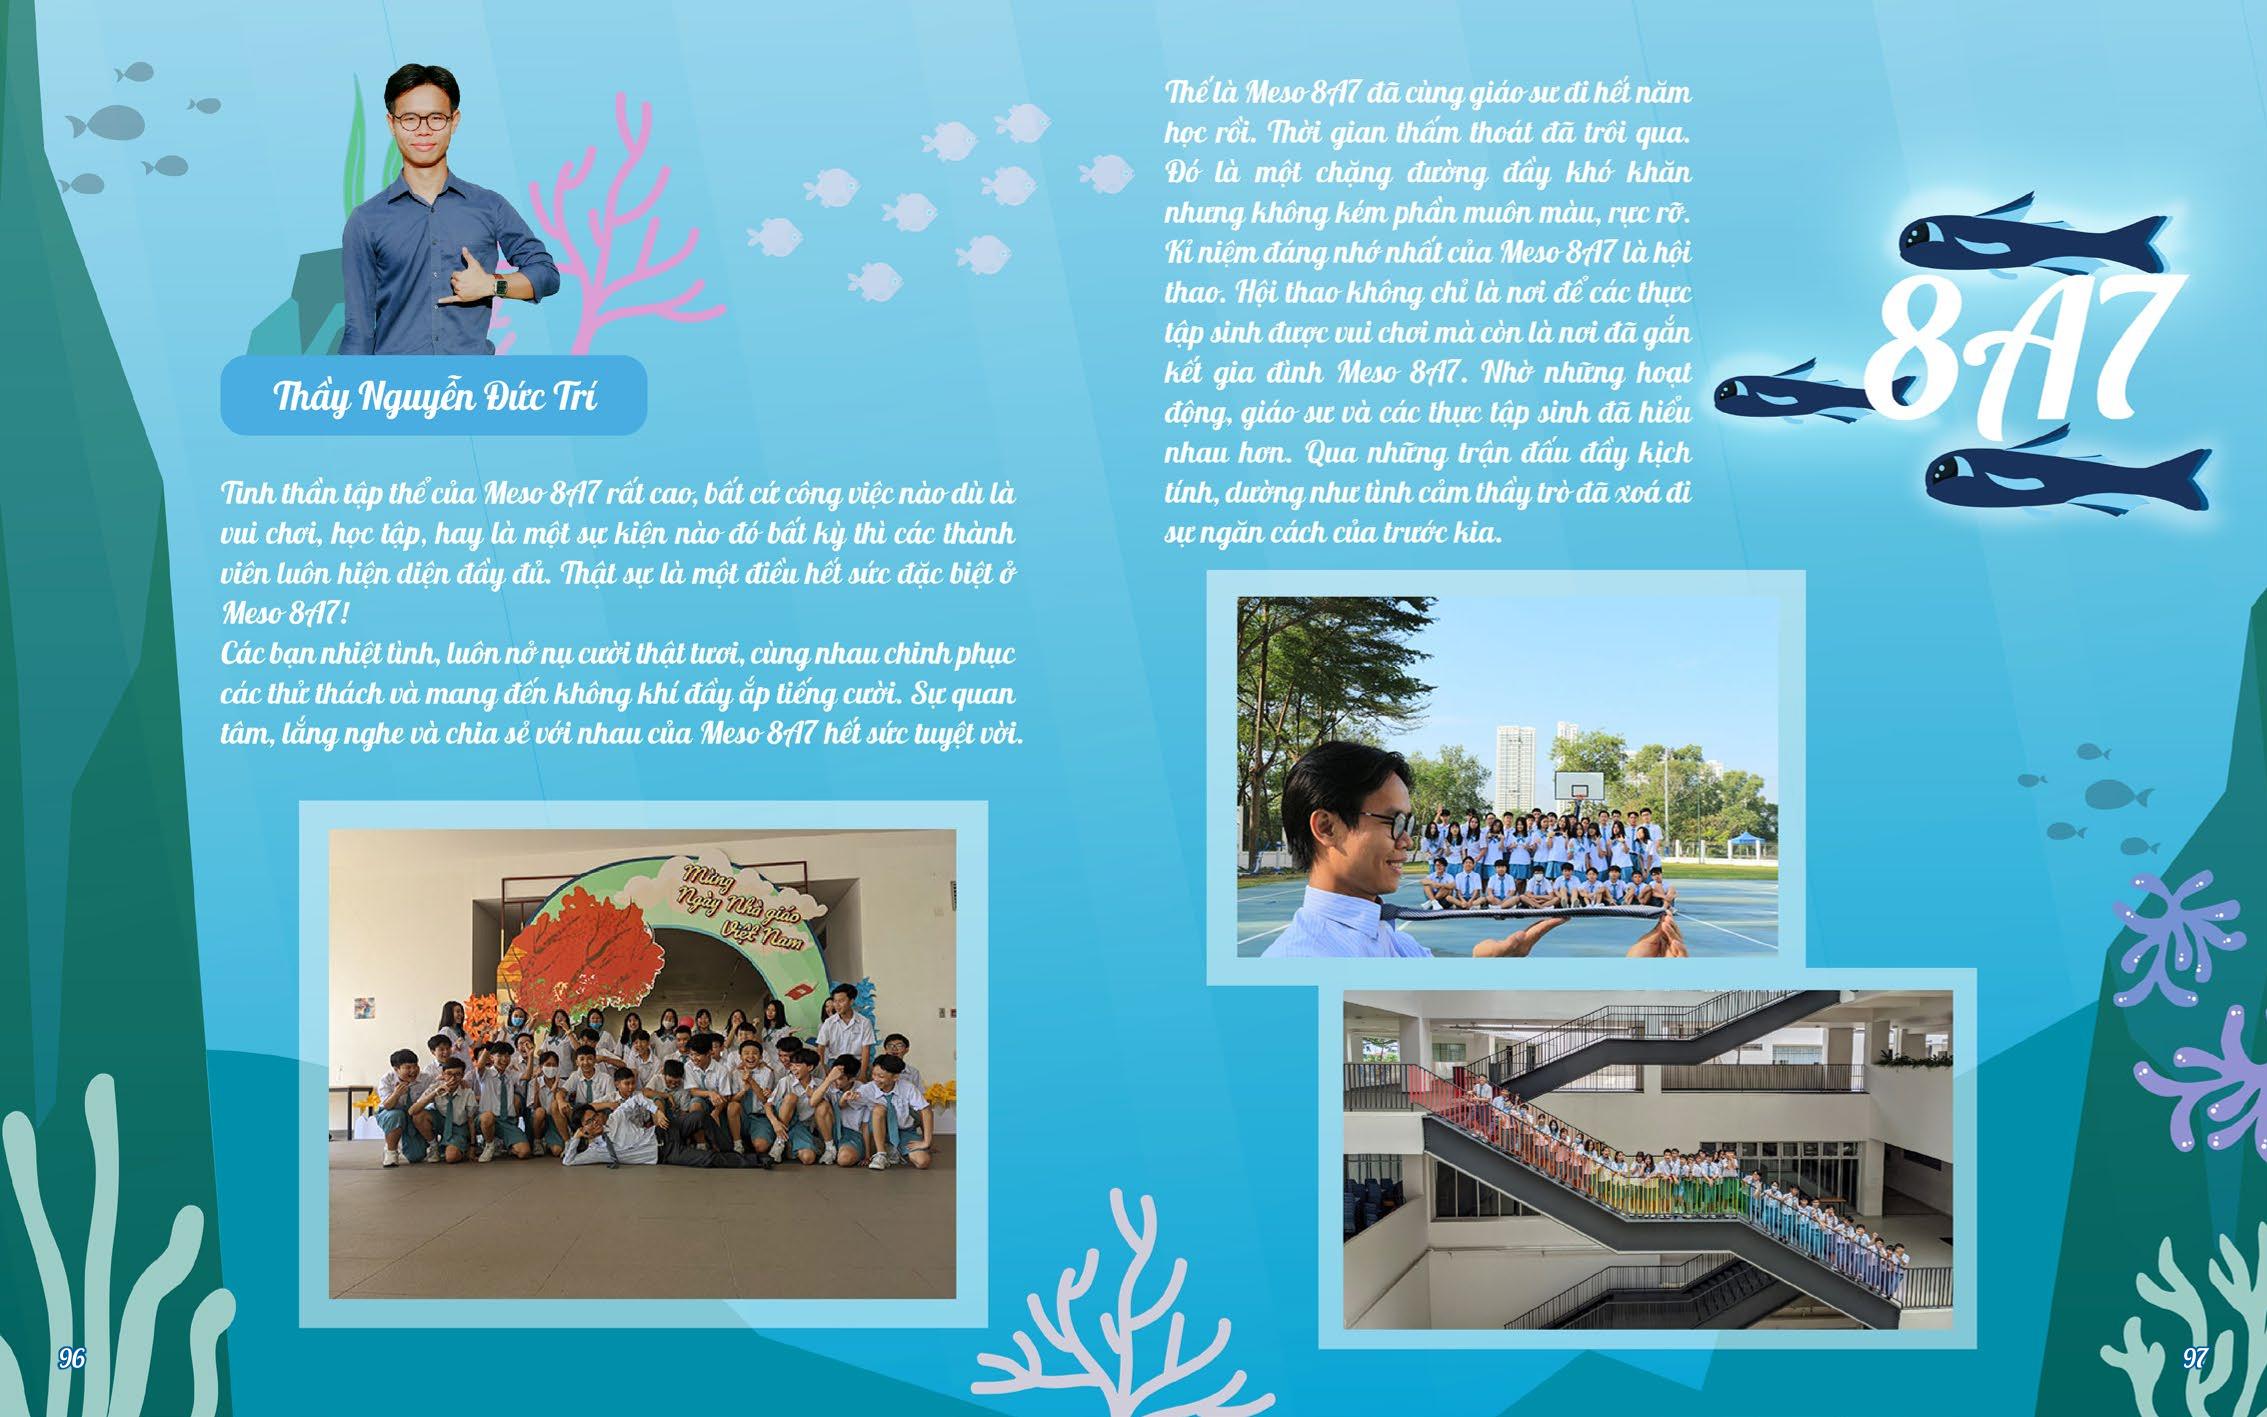 Thầy Nguyễn Đức Trí
Tinh thần tập thể của Meso 8A7 rất cao, bất cứ công việc nào dù là
vui chơi, học tập, hay là một sự kiện nào đó bất kỳ thì các thành
viên luôn hiện diện đầy đủ. Thật sự là một điều hết sức đặc biệt ở
Meso 8A7!
Các bạn nhiệt tình, luôn nở nụ cười thật tươi, cùng nhau chinh phục
các thử thách và mang đến không khí đầy ắp tiếng cười. Sự quan
tâm, lắng nghe và chia sẻ với nhau của Meso 8A7 hết sức tuyệt vời.
Mừng
Ngày Nhà giáo
Việt Nam
96
Thế là Meso 8A7 đã cùng giáo sư đi hết năm
học rồi. Thời gian thấm thoát đã trôi qua.
Đó là một chặng đường đầy khó khăn
nhưng không kém phần muôn màu, rực rỡ.
Kỉ niệm đáng nhớ nhất của Meso 8A7 là hội
thao. Hội thao không chỉ là nơi để các thực
tập sinh được vui chơi mà còn là nơi đã gắn
kết gia đình Meso 8A7. Nhờ những hoạt
động, giáo sư và các thực tập sinh đã hiểu
nhau hơn. Qua những trận đấu đầy kịch
tính, dường như tình cảm thầy trò đã xoá đi
sự ngăn cách của trước kia.
8A7
97